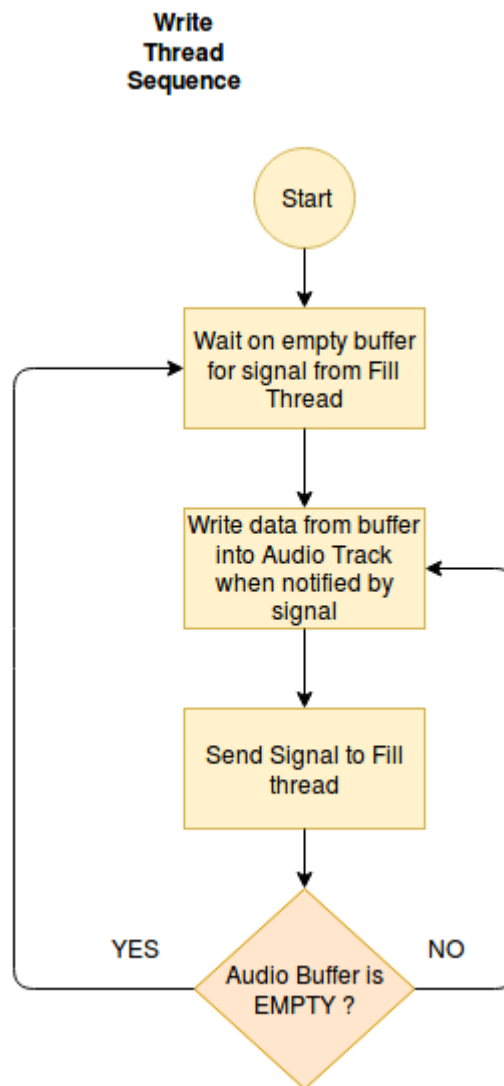 Write
Thread
Sequence
Start
Wait on empty buffer
for signal from Fill
Thread
Write data from buffer
into Audio Track
when notified by
signal
Send Signal to Fill
thread
YES
NO
Audio Buffer is
EMPTY ?